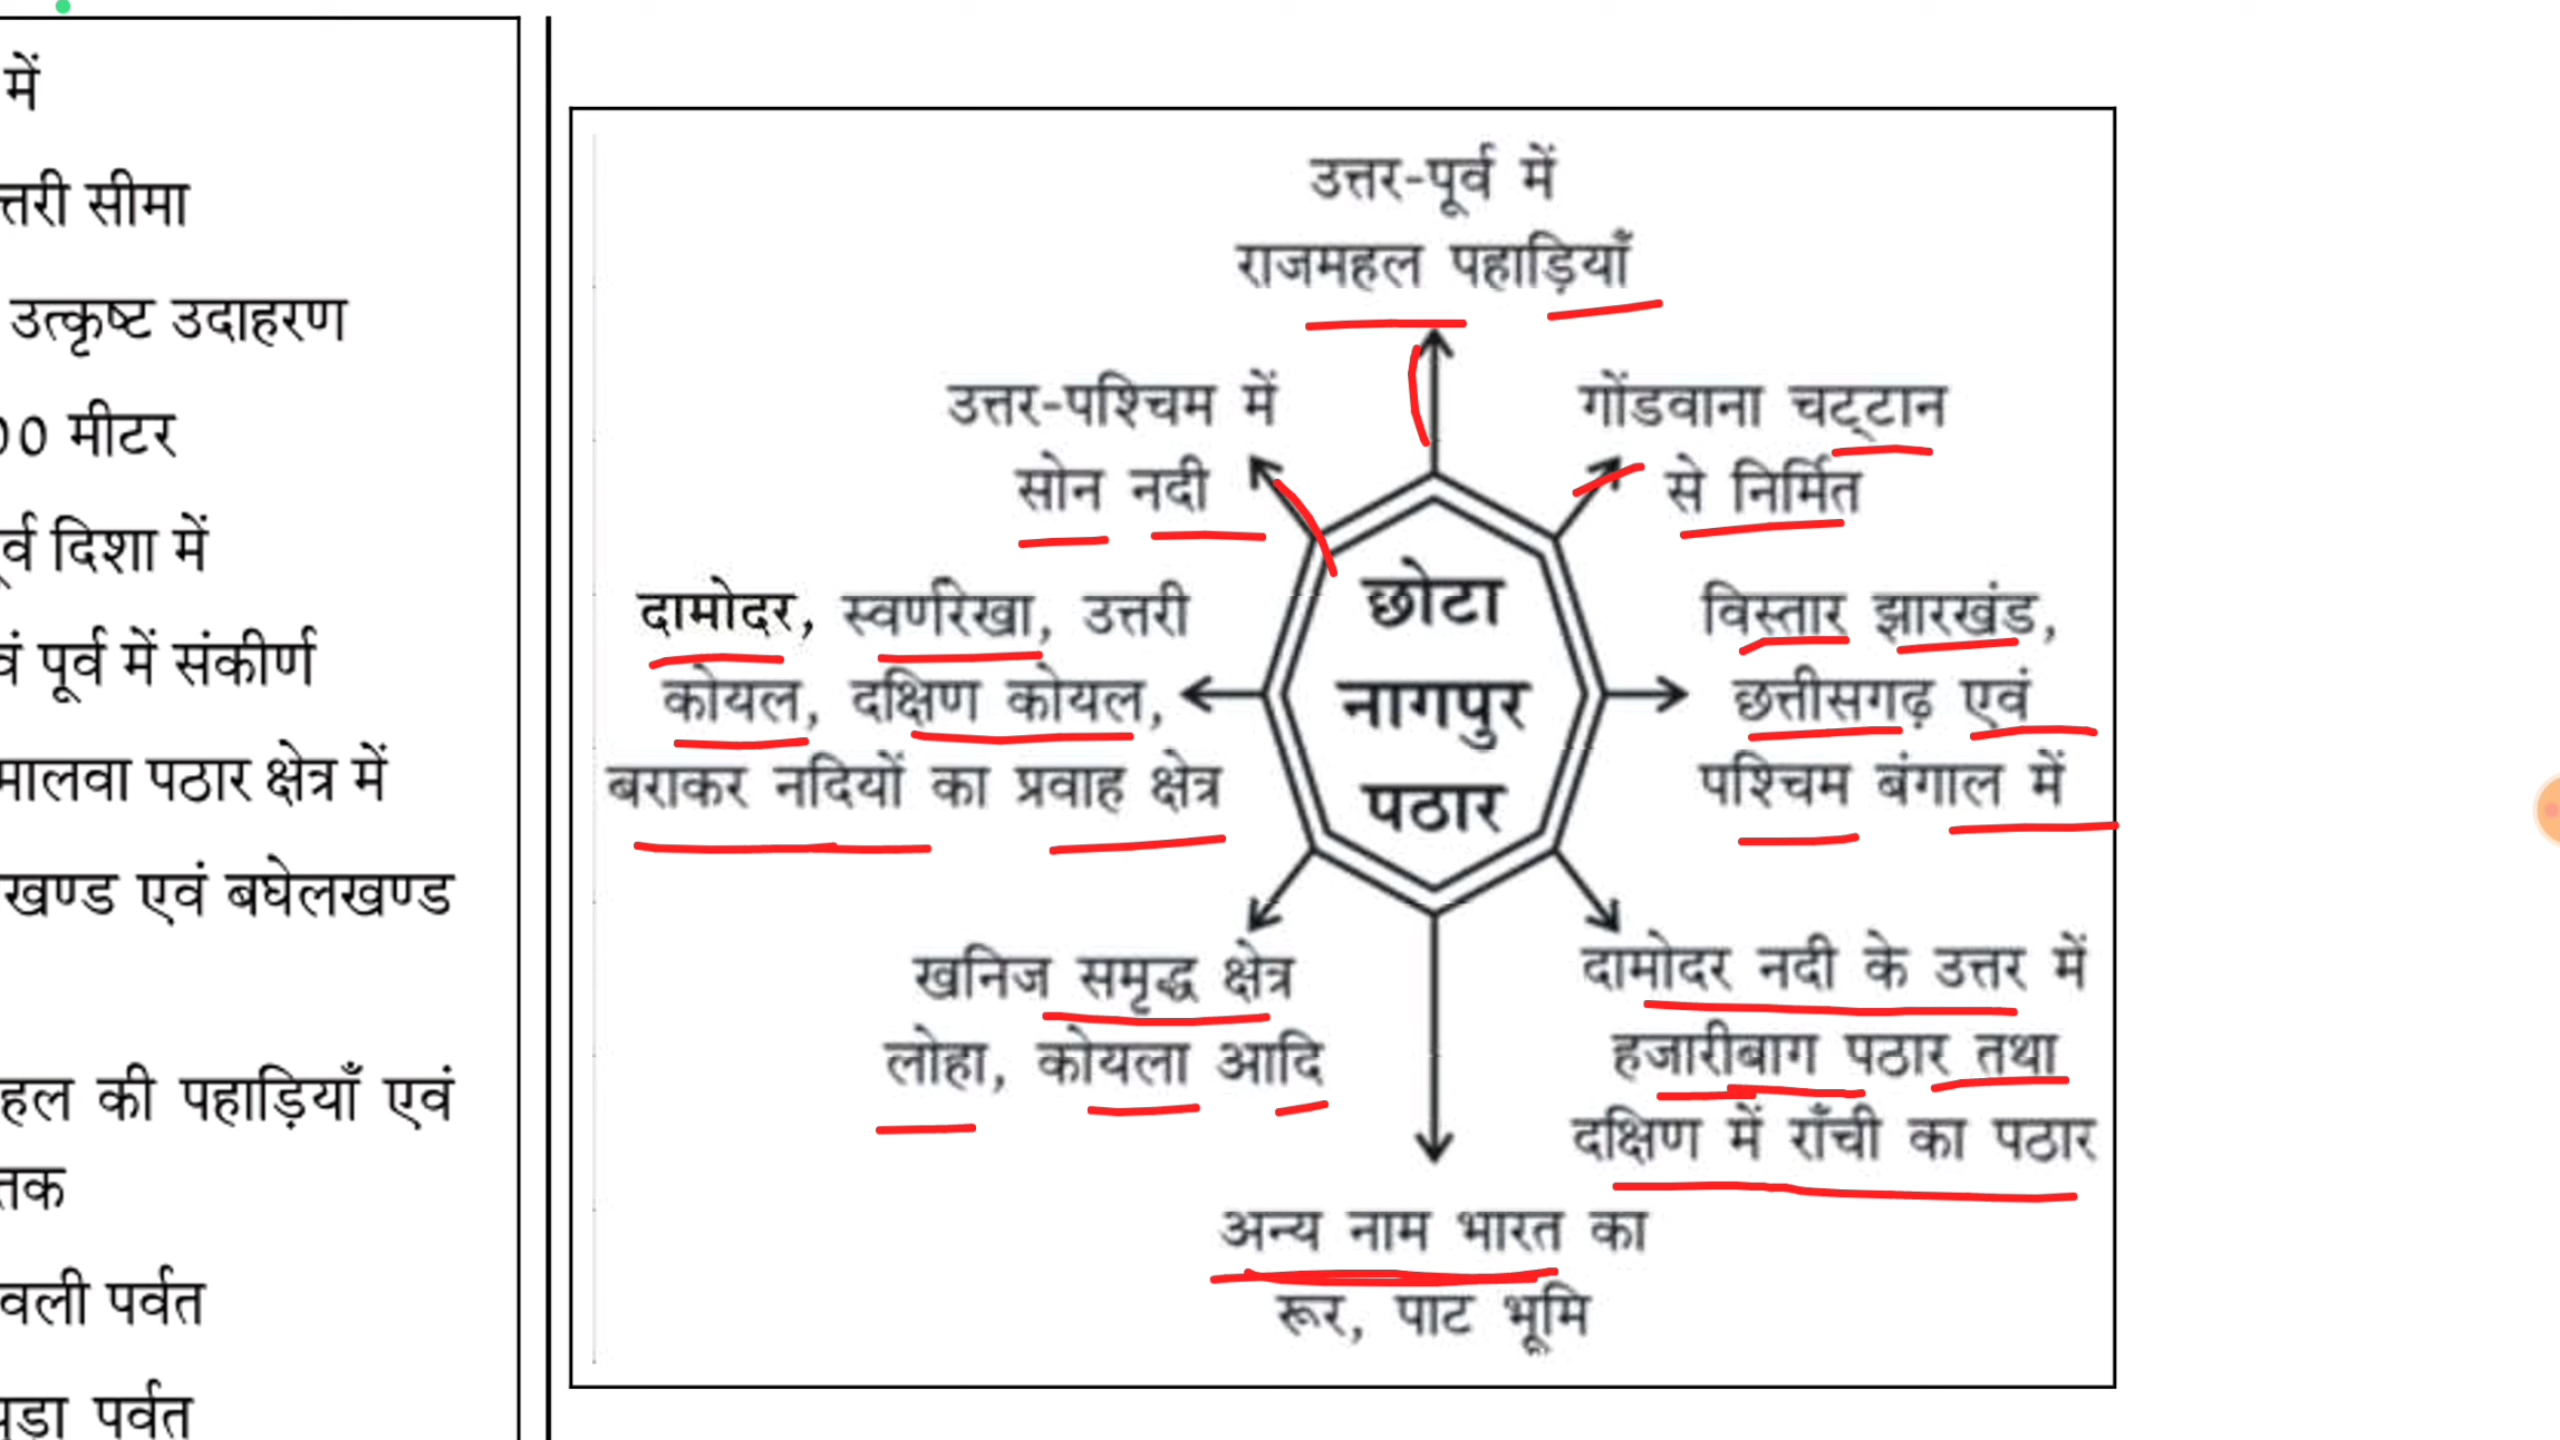 में
त्तरी सीमा
उत्कृष्ट उदाहरण
00 मीटर
दिशा में
पूर्व में संकीर्ण
मालवा पठार क्षेत्र में
खण्ड एवं बघेलखण्ड
हल की पहाड़ियाँ एवं
तक
वली पर्वत
पर्वत
उत्तर-पूर्व में
राजमहल पहाड़ियाँ
उत्तर-पश्चिम में
सोन नदी
गोंडवाना चट्टान
से निर्मित
दामोदर, स्वर्णरेखा, उत्तरी
कोयल, दक्षिण कोयल,
बराकर नदियों का प्रवाह क्षेत्र
छोटा
नागपुर
पठार
विस्तार झारखंड,
छत्तीसगढ़ एवं
पश्चिम बंगाल में
खनिज समृद्ध क्षेत्र
लोहा, कोयला आदि
दामोदर नदी के उत्तर में
हजारीबाग पठार तथा
दक्षिण में राँची का पठार
अन्य नाम भारत का
रूर, पाट भूमि